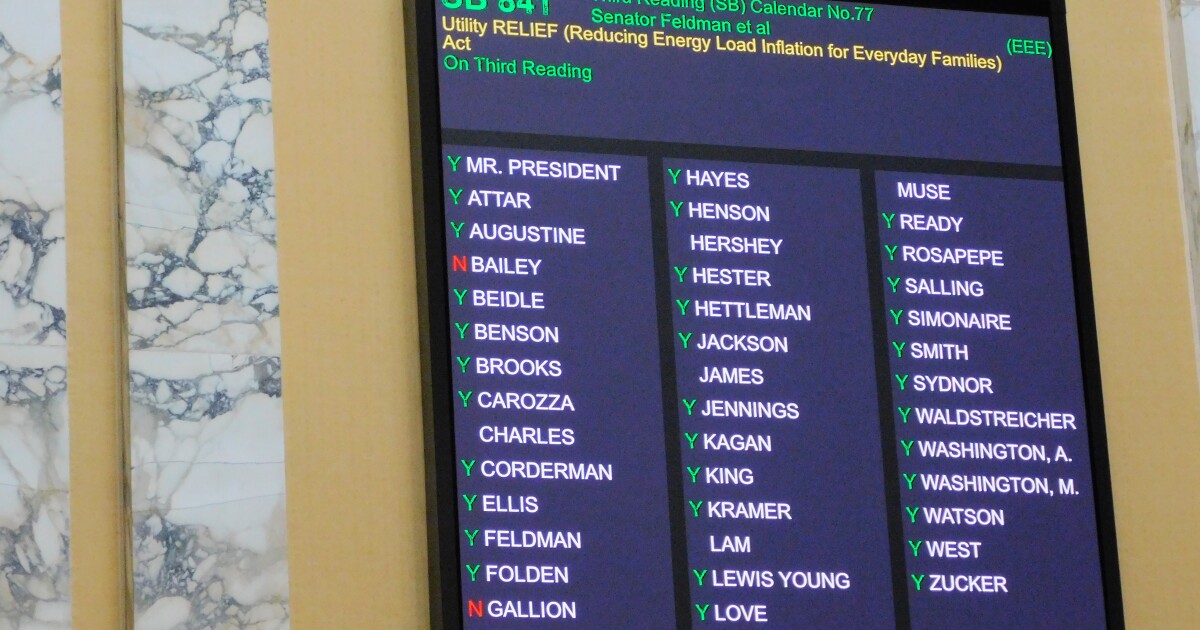 SB 841
Third Reading (SB) Calendar No.77
Senator Feldman et al
(EEE)
Utility RELIEF (Reducing Energy Load Inflation for Everyday Families)
Act
On Third Reading
Y MR. PRESIDENT
Y ATTAR
Y AUGUSTINE
N BAILEY
Y BEIDLE
Y BENSON
Y BROOKS
Y CAROZZA
CHARLES
Y CORDERMAN
Y ELLIS
Y FELDMAN
Y FOLDEN
N GALLION
Y HAYES
Y HENSON
HERSHEY
Y HESTER
Y HETTLEMAN
Y JACKSON
JAMES
Y JENNINGS
Y KAGAN
Y KING
Y KRAMER
LAM
Y LEWIS YOUNG
Y LOVE
MUSE
Y READY
Y ROSAPEPE
Y SALLING
Y SIMONAIRE
Y SMITH
Y SYDNOR
Y WALDSTREICHER
Y WASHINGTON, A.
Y WASHINGTON, M.
Y WATSON
Y WEST
Y ZUCKER